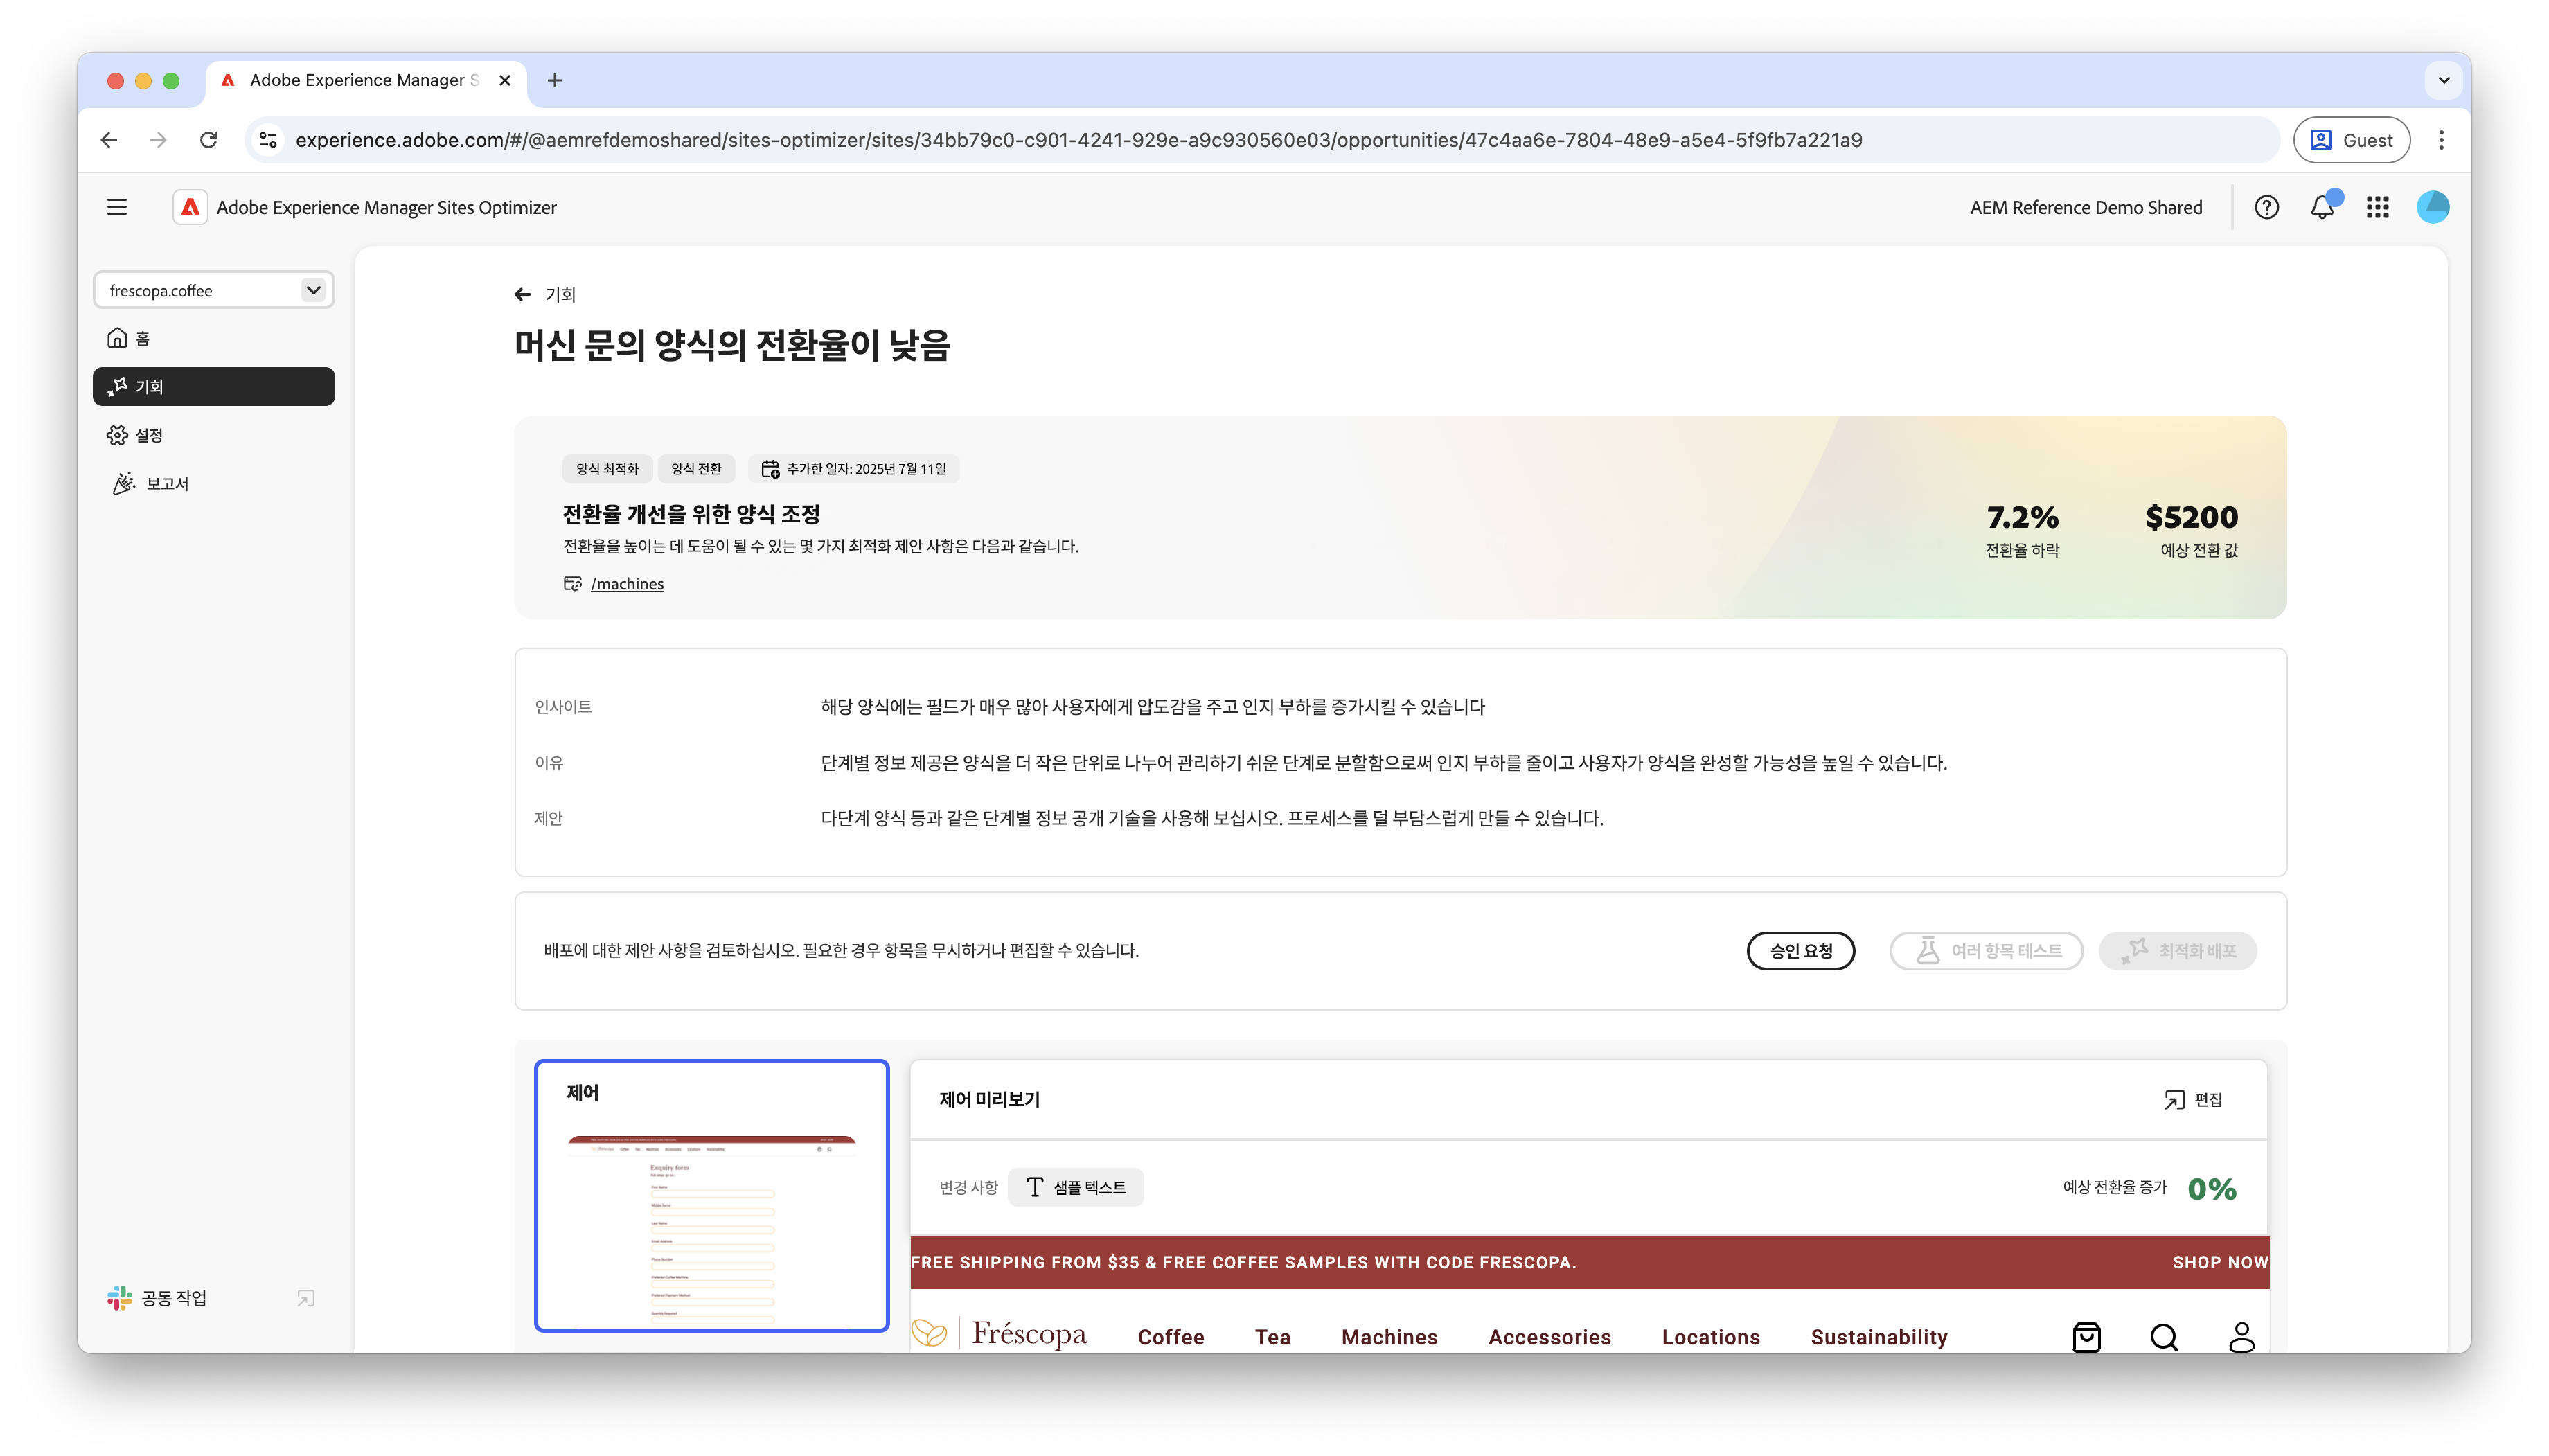 Adobe Experience Manager S
experience.adobe.com/#/@aemrefdemoshared/sites-optimizer/sites/34bb79c0-c901-4241-929e-a9c930560e03/opportunities/47c4aa6e-7804-48e9-a5e4-5f9fb7a221a9
Guest
Adobe Experience Manager Sites Optimizer
AEM Reference Demo Shared
frescopa.coffee
홈
기회
설정
보고서
공동 작업
기회
머신 문의 양식의 전환율이 낮음
양식 최적화
양식 전환
추가한 일자: 2025년 7월 11일
전환율 개선을 위한 양식 조정
전환율을 높이는 데 도움이 될 수 있는 몇 가지 최적화 제안 사항은 다음과 같습니다.
/machines
7.2%
전환율 하락
$5200
예상 전환 값
인사이트
해당 양식에는 필드가 매우 많아 사용자에게 압도감을 주고 인지 부하를 증가시킬 수 있습니다
이유
단계별 정보 제공은 양식을 더 작은 단위로 나누어 관리하기 쉬운 단계로 분할함으로써 인지 부하를 줄이고 사용자가 양식을 완성할 가능성을 높일 수 있습니다.
제안
다단계 양식 등과 같은 단계별 정보 공개 기술을 사용해 보십시오. 프로세스를 덜 부담스럽게 만들 수 있습니다.
배포에 대한 제안 사항을 검토하십시오. 필요한 경우 항목을 무시하거나 편집할 수 있습니다.
승인 요청
여러 항목 테스트
최적화 배포
제어
Enquiry form
제어 미리보기
편집
변경 사항
샘플 텍스트
예상 전환율 증가
0%
FREE SHIPPING FROM $35 & FREE COFFEE SAMPLES WITH CODE FRESCOPA.
SHOP NOW
Fréscopa
Coffee
Tea
Machines
Accessories
Locations
Sustainability